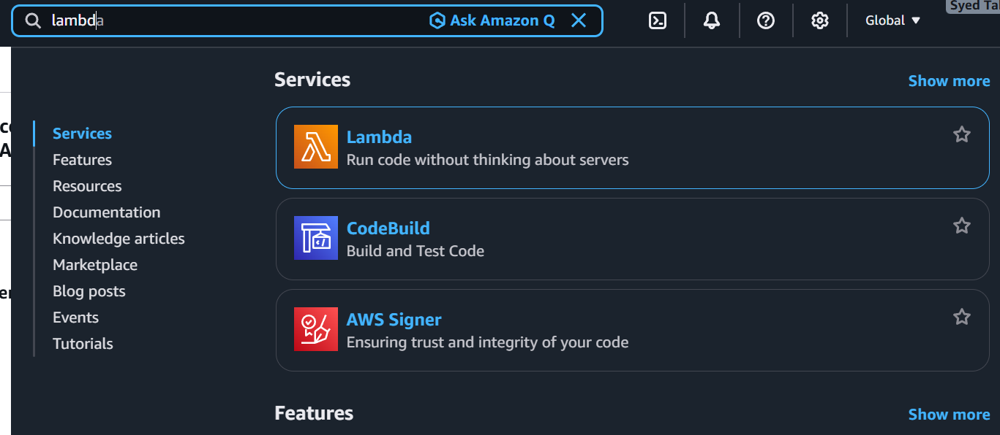 lambda
Ask Amazon Q
Global
Syed Ta
Services
Show more
Services
Features
Resources
Documentation
Knowledge articles
Marketplace
Blog posts
Events
Tutorials
Lambda
Run code without thinking about servers
CodeBuild
Build and Test Code
AWS Signer
Ensuring trust and integrity of your code
Features
Show more